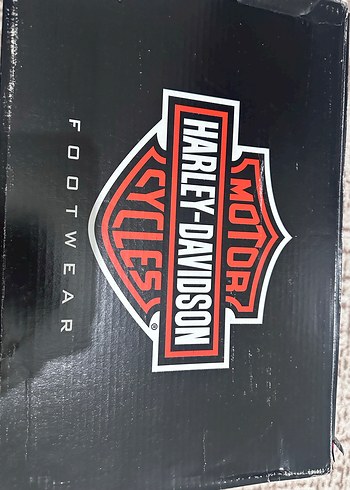 MOTOR
HARLEY-DAVIDSON
CYCLES
®
FOOTWEAR